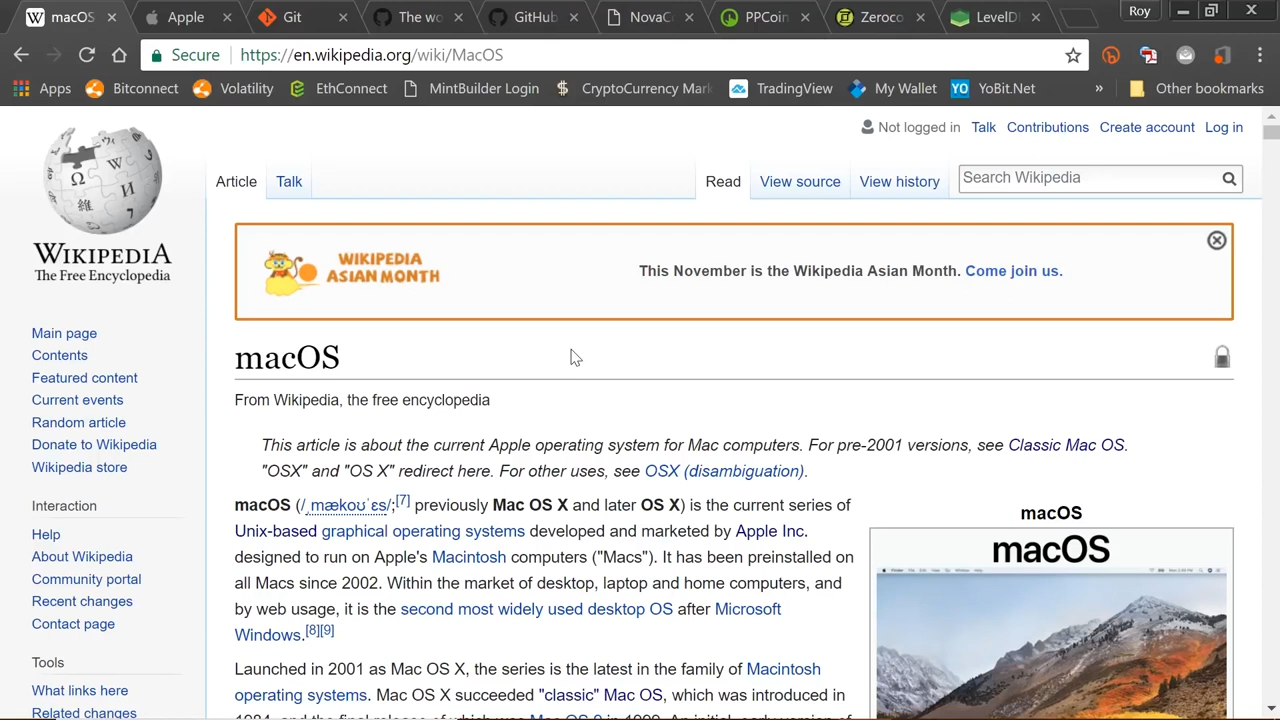 macOS Apple Git The wo GitHub NovaCo PPCoin Zeroco LevelD Roy
Secure https://en.wikipedia.org/wiki/MacOS
Apps Bitconnect Volatility EthConnect MintBuilder Login CryptoCurrency Mark TradingView My Wallet YO YoBit.Net » Other bookmarks
Not logged in Talk Contributions Create account Log in
Article Talk Read View source View history Search Wikipedia
WIKIPEDIA
The Free Encyclopedia
WIKIPEDIA
ASIAN MONTH
This November is the Wikipedia Asian Month. Come join us.
Main page
Contents
Featured content
Current events
Random article
Donate to Wikipedia
Wikipedia store
Interaction
Help
About Wikipedia
Community portal
Recent changes
Contact page
Tools
What links here
Related changes
macOS
From Wikipedia, the free encyclopedia
This article is about the current Apple operating system for Mac computers. For pre-2001 versions, see Classic Mac OS.
"OSX" and "OS X" redirect here. For other uses, see OSX (disambiguation).
macOS (/ˌmækoʊˈɛs/;[7] previously Mac OS X and later OS X) is the current series of
Unix-based graphical operating systems developed and marketed by Apple Inc.
designed to run on Apple's Macintosh computers ("Macs"). It has been preinstalled on
all Macs since 2002. Within the market of desktop, laptop and home computers, and
by web usage, it is the second most widely used desktop OS after Microsoft
Windows.[8][9]
Launched in 2001 as Mac OS X, the series is the latest in the family of Macintosh
operating systems. Mac OS X succeeded "classic" Mac OS, which was introduced in
macOS
macOS